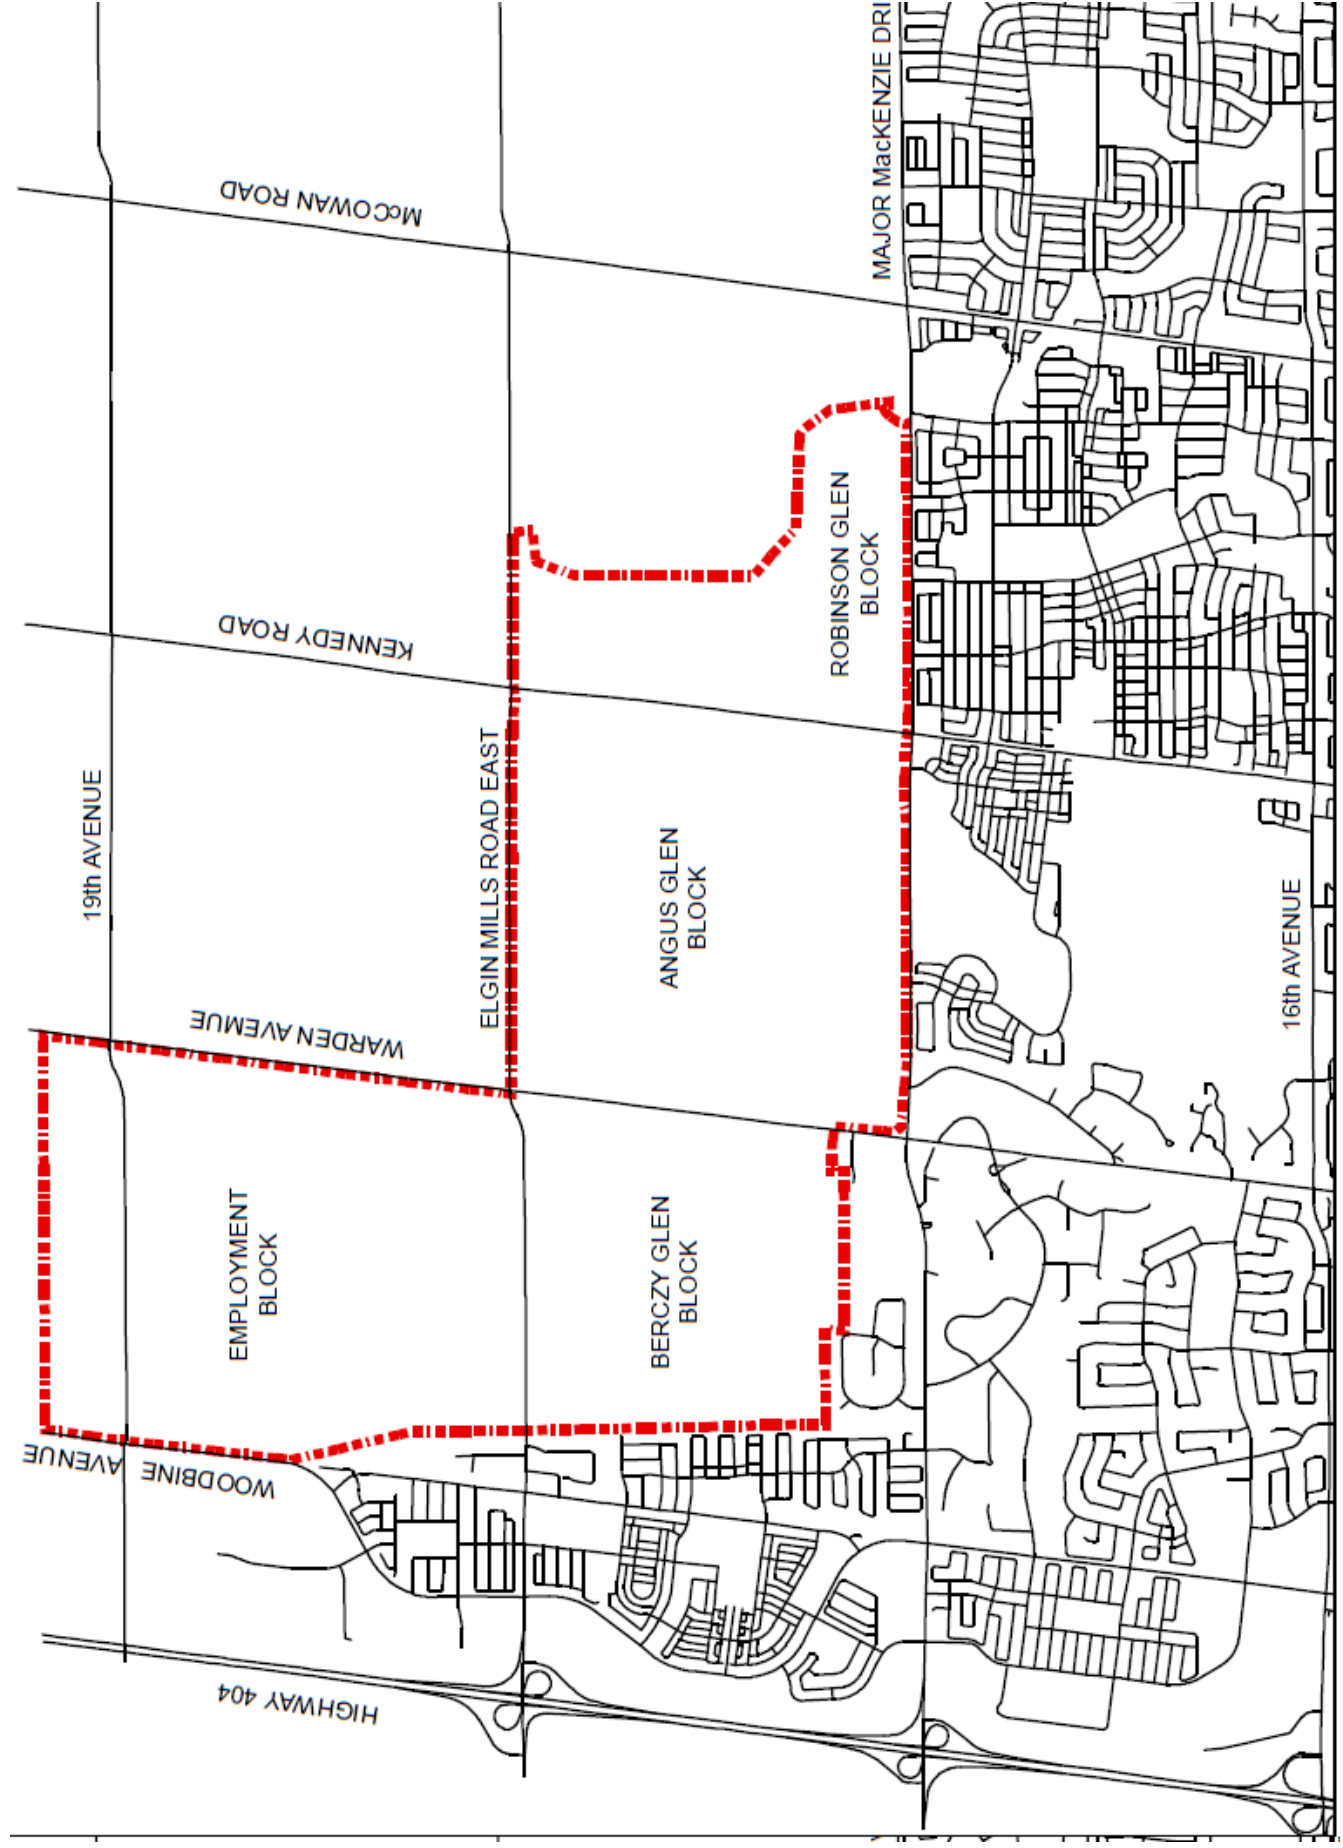 MAJOR MacKENZIE DRI
McCOWAN ROAD
ROBINSON GLEN
BLOCK
KENNEDY ROAD
ELGIN MILLS ROAD EAST
19th AVENUE
ANGUS GLEN
BLOCK
16th AVENUE
WARDEN AVEMUE
EMPLOYMENT
BLOCK
BERCZY GLEN
BLOCK
WOODBINE AVENUE
HIGHWAY 404